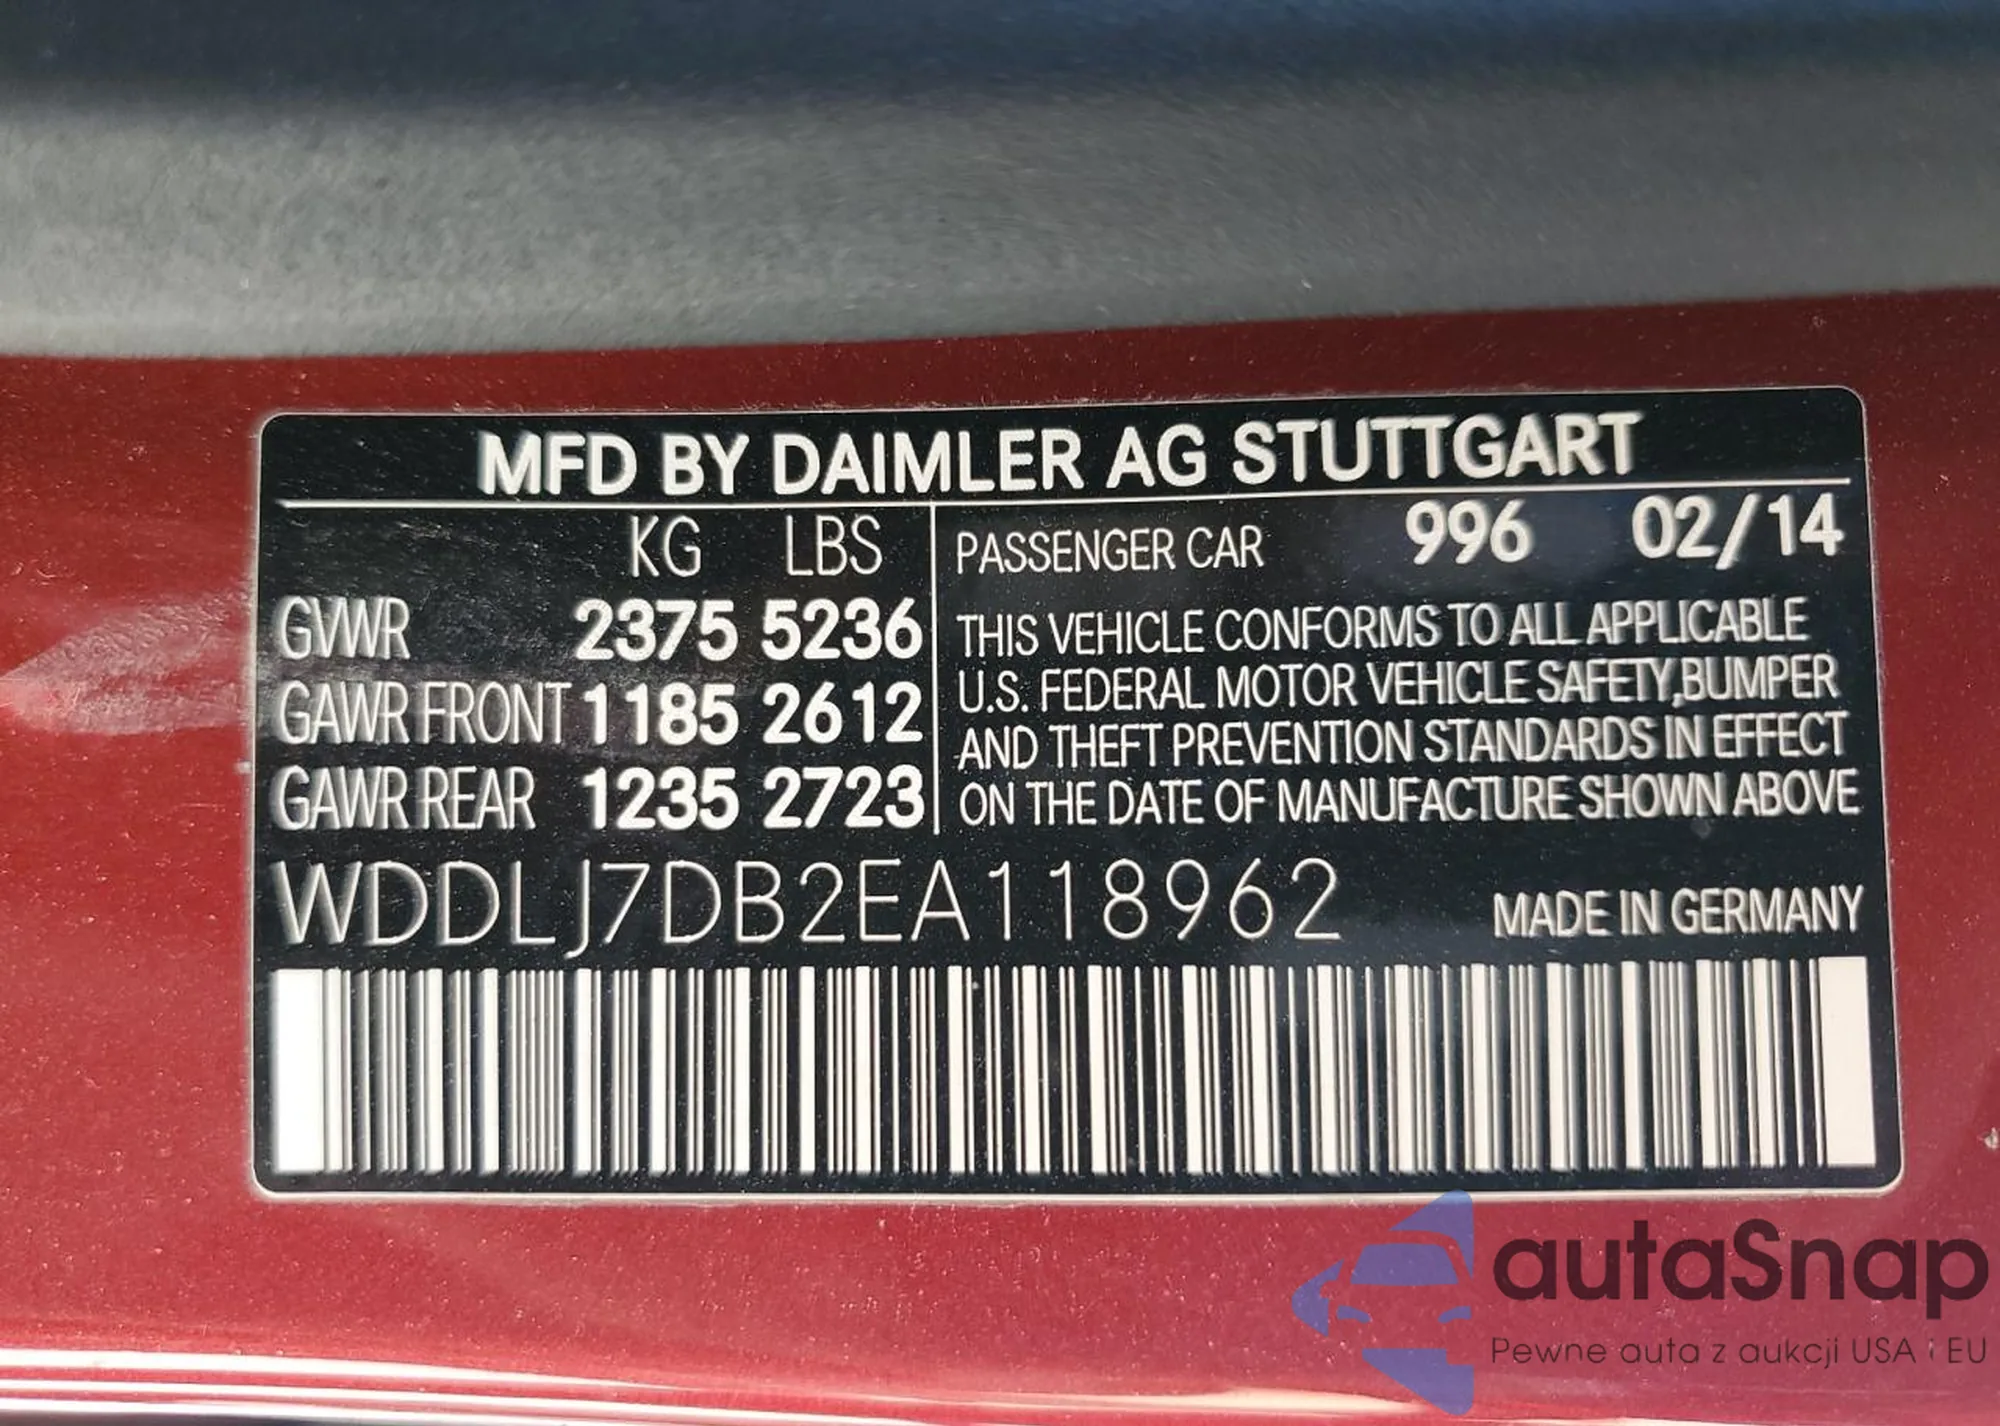 MFD BY DAIMLER AG STUTTGART
KG LBS
GVWR 2375 5236
GAWR FRONT 1185 2612
GAWR REAR 1235 2723
PASSENGER CAR 996 02/14
THIS VEHICLE CONFORMS TO ALL APPLICABLE
U.S. FEDERAL MOTOR VEHICLE SAFETY,BUMPER
AND THEFT PREVENTION STANDARDS IN EFFECT
ON THE DATE OF MANUFACTURE SHOWN ABOVE
WDDLJ7DB2EA118962
MADE IN GERMANY
autaSnap
Pewne auta z aukcji USA i EU